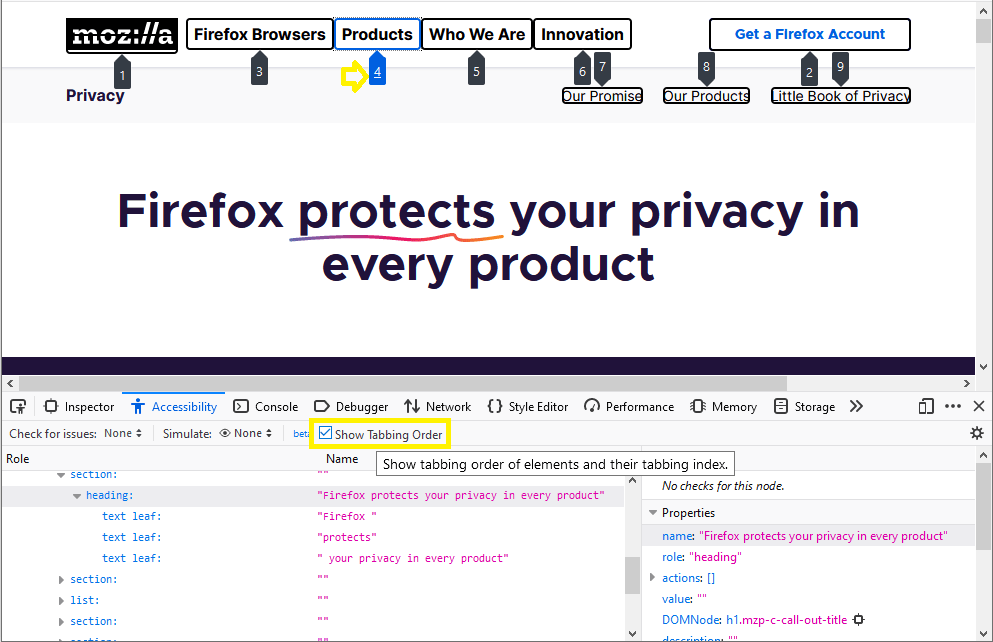 moz://a Firefox Browsers Products Who We Are Innovation Get a Firefox Account
1 3 4 5 6 7 8 2 9
Privacy Our Promise Our Products Little Book of Privacy
Firefox protects your privacy in
every product
Inspector Accessibility Console Debugger Network Style Editor Performance Memory Storage
Check for issues: None Simulate: None beta Show Tabbing Order
Role Name
Show tabbing order of elements and their tabbing index.
section: ""
No checks for this node.
heading: "Firefox protects your privacy in every product"
Properties
text leaf: "Firefox "
name: "Firefox protects your privacy in every product"
text leaf: "protects"
role: "heading"
text leaf: " your privacy in every product"
actions: []
section: ""
value: ""
list: ""
DOMNode: h1.mzp-c-call-out-title
section: ""
description: ""
section: ""